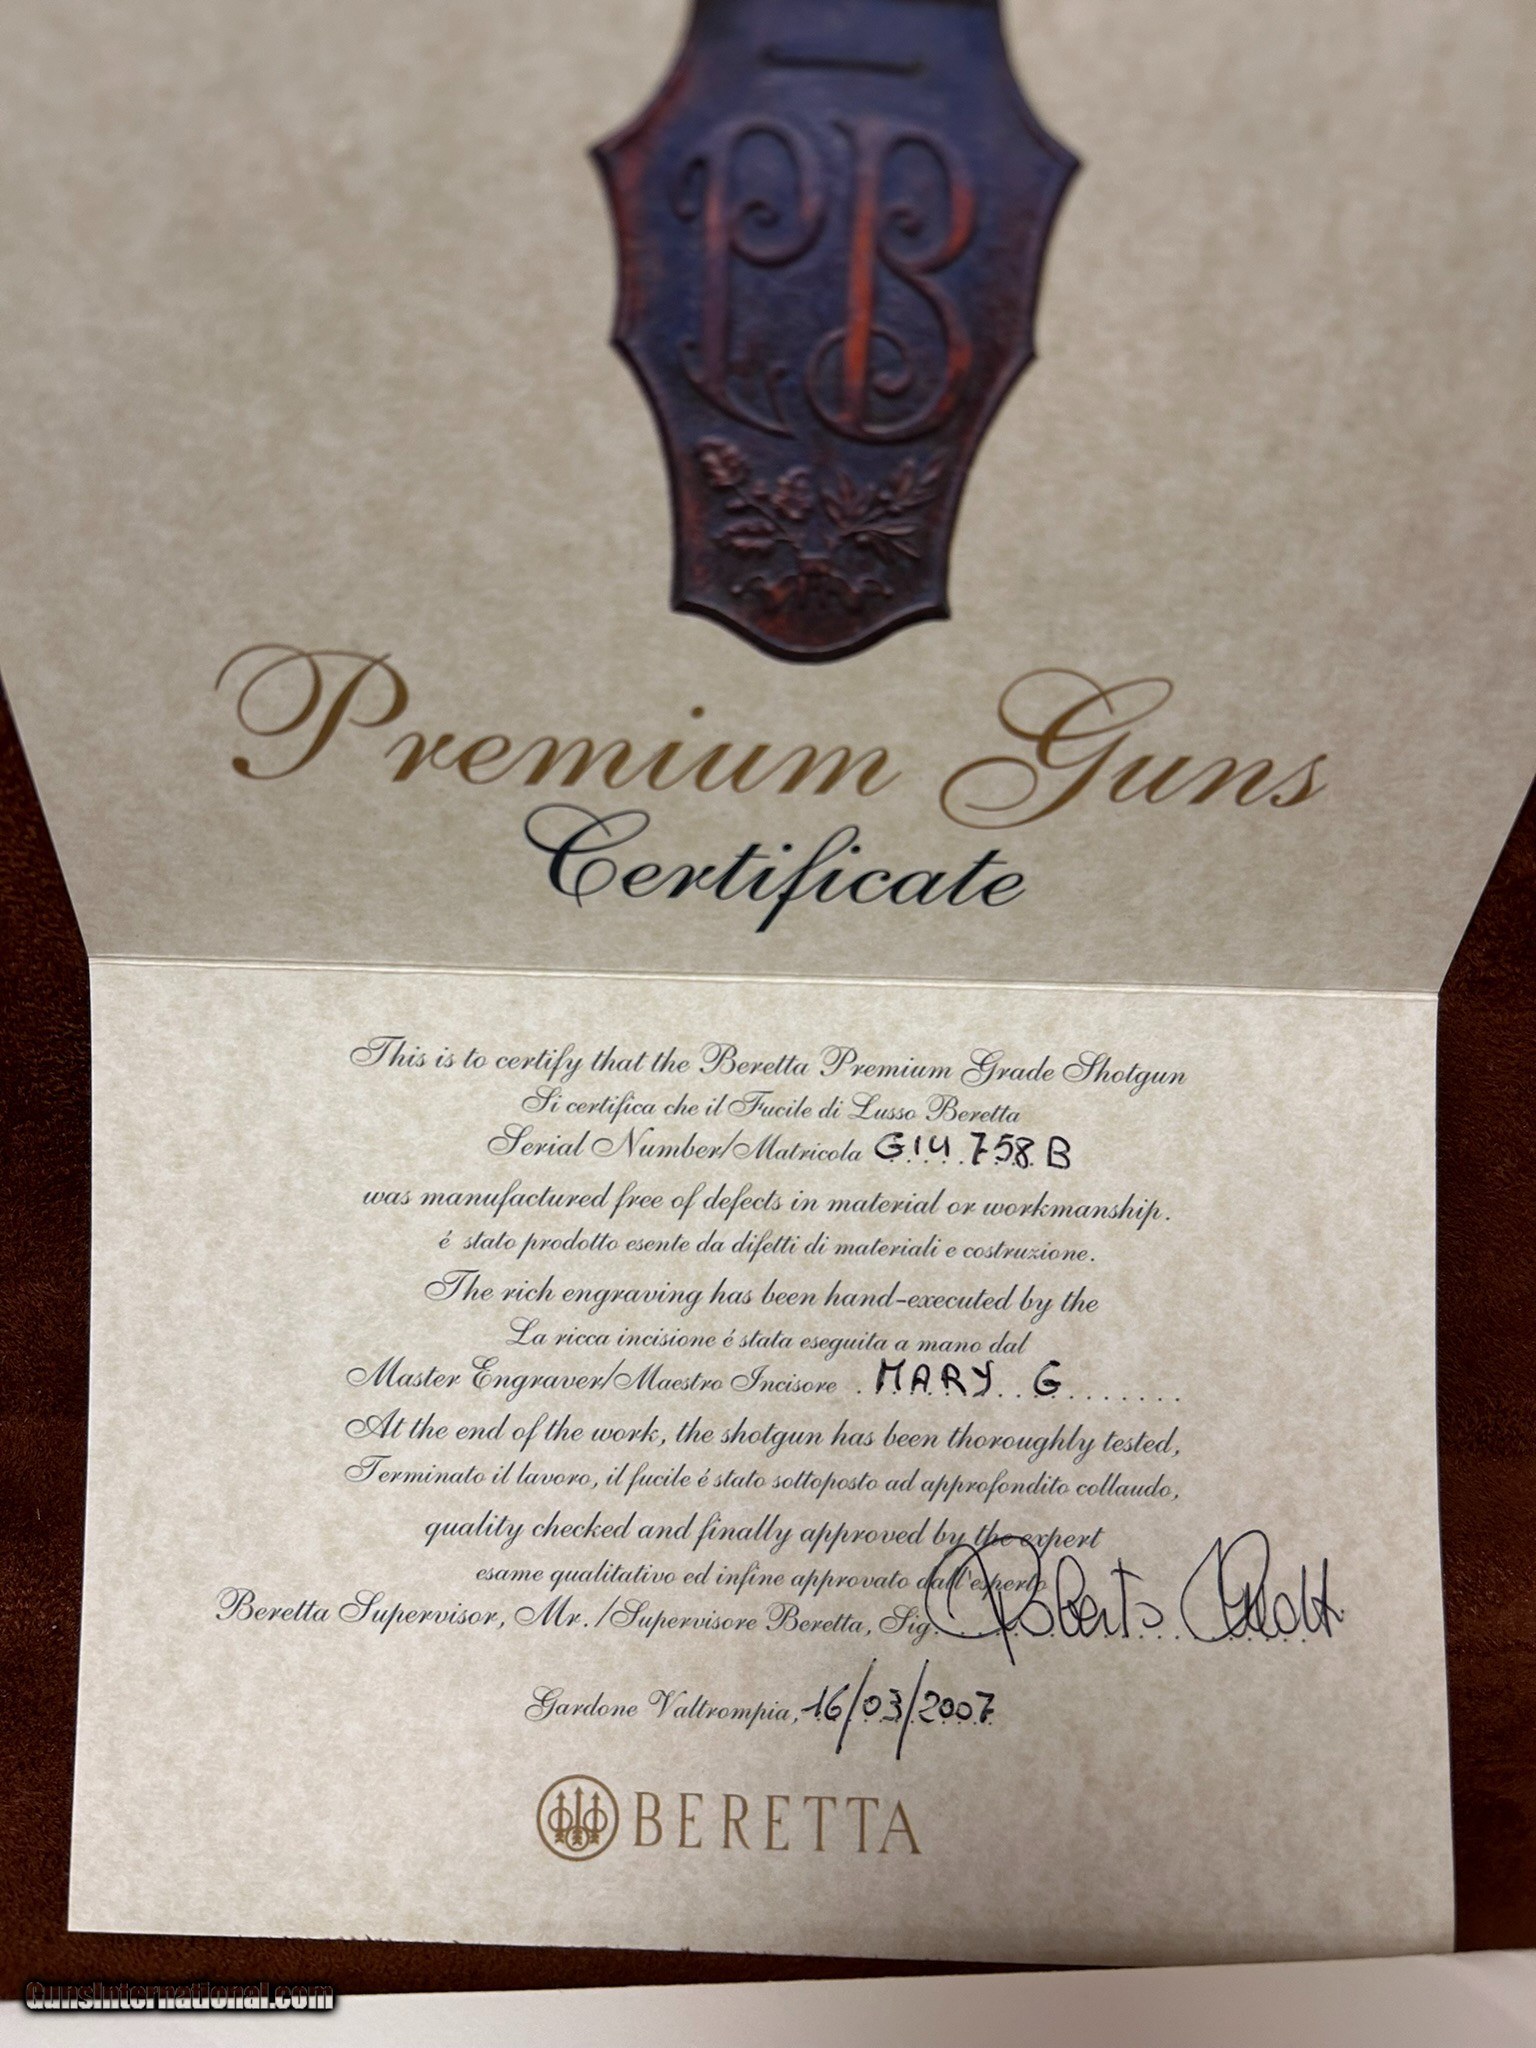 PB
Premium Guns
Certificate
This is to certify that the Beretta Premium Grade Shotgun
Si certifica che il Fucile di Lusso Beretta
Serial Number/Matricola G14 758 B
was manufactured free of defects in material or workmanship.
é stato prodotto esente da difetti di materiali e costruzione.
The rich engraving has been hand-executed by the
La ricca incisione é stata eseguita a mano dal
Master Engraver/Maestro Incisore . MARY G .......
At the end of the work, the shotgun has been thoroughly tested,
Terminato il lavoro, il fucile é stato sottoposto ad approfondito collaudo,
quality checked and finally approved by the expert
esame qualitativo ed infine approvato dall'esperto
Beretta Supervisor, Mr./Supervisore Beretta, Sig. Roberto
Gardone Valtrompia, 16/03/2007
BERETTA
GunsInternational.com